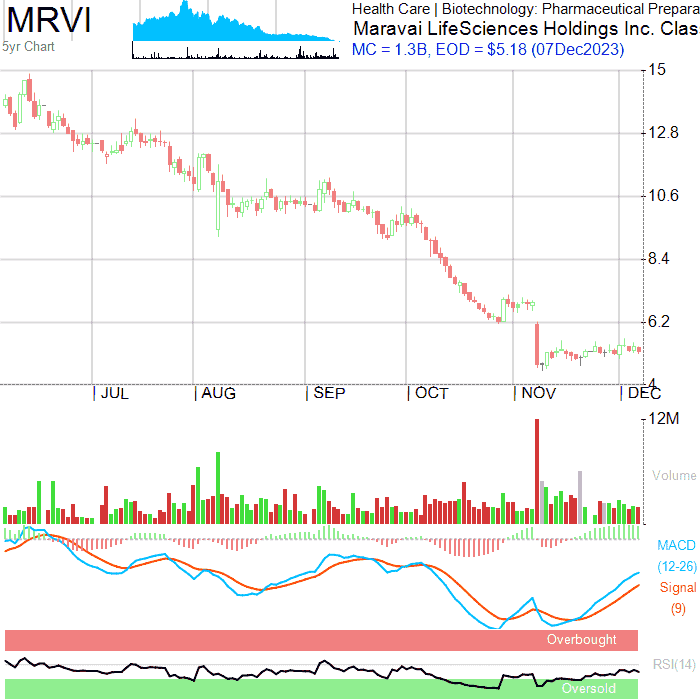 MRVI
5yr Chart
Health Care | Biotechnology: Pharmaceutical Prepara
Maravai LifeSciences Holdings Inc. Clas
MC = 1.3B, EOD = $5.18 (07Dec2023)
15
12.8
10.6
8.4
6.2
4
JUL AUG SEP OCT NOV DEC
12M
Volume
MACD
(12-26)
Signal
(9)
Overbought
RSI(14)
Oversold